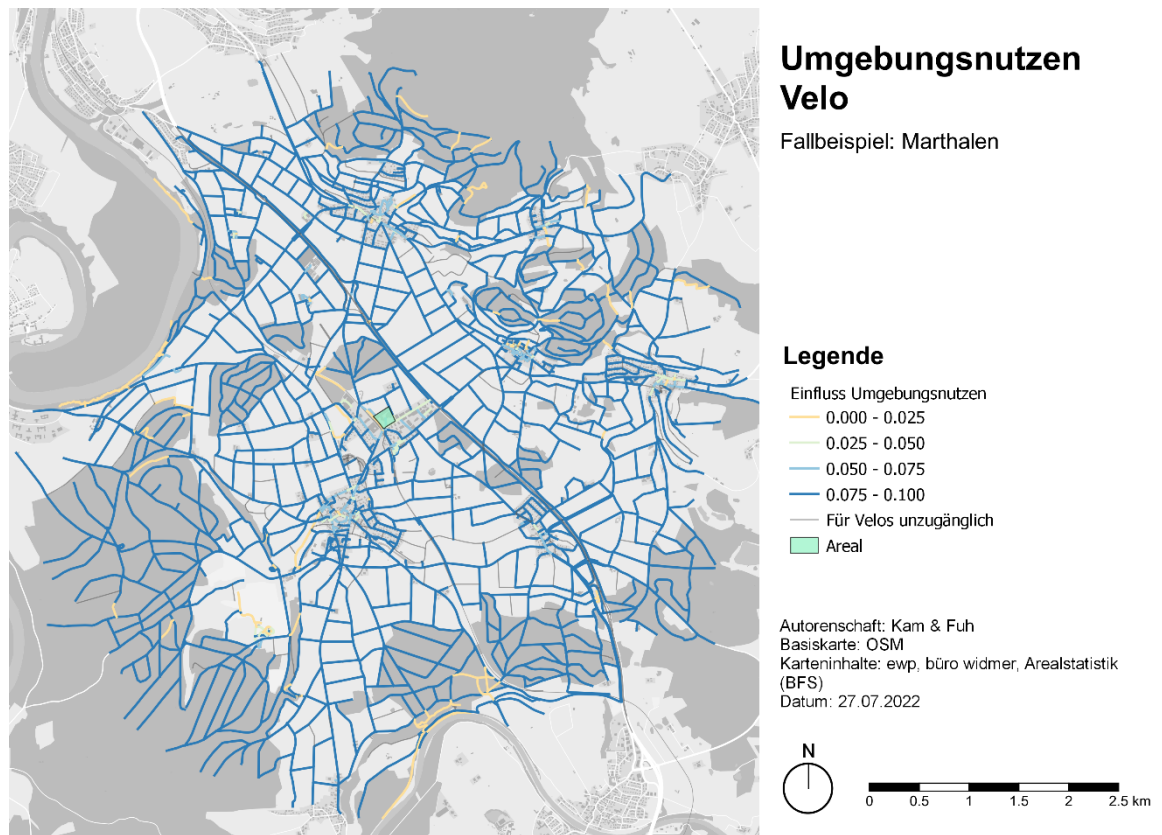 Umgebungsnutzen
Velo
Fallbeispiel: Marthalen
Legende
Einfluss Umgebungsnutzen
0.000 - 0.025
0.025 - 0.050
0.050 - 0.075
0.075 - 0.100
Für Velos unzugänglich
Areal
Autorenschaft: Kam & Fuh
Basiskarte: OSM
Karteninhalte: ewp, büro widmer, Arealstatistik
(BFS)
Datum: 27.07.2022
N
0 0.5 1 1.5 2 2.5 km